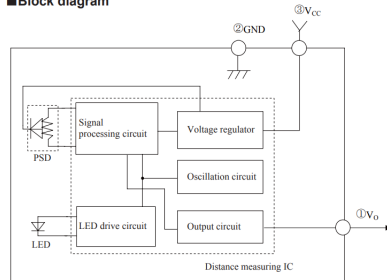 ■Block diagram
③VCC
②GND
Signal
processing circuit
Voltage regulator
PSD
Oscillation circuit
①VO
LED drive circuit
Output circuit
LED
Distance measuring IC